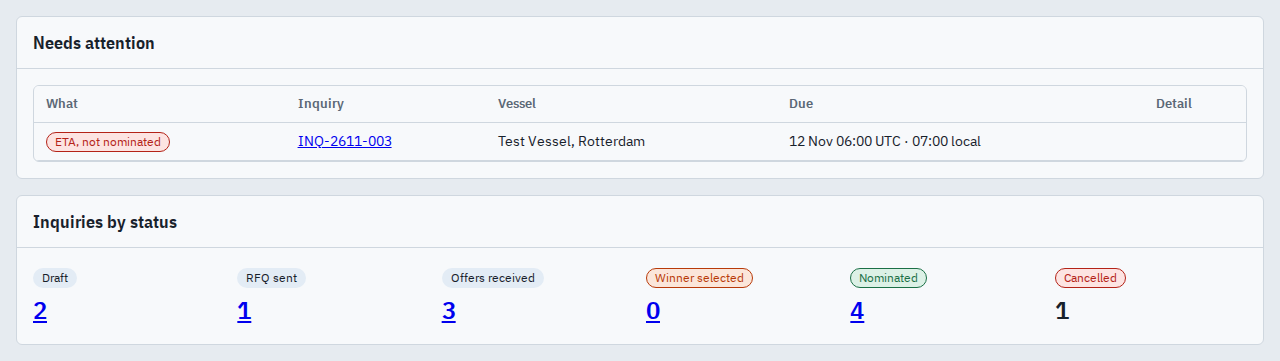 Needs attention
What Inquiry Vessel Due Detail
ETA, not nominated INQ-2611-003 Test Vessel, Rotterdam 12 Nov 06:00 UTC · 07:00 local
Inquiries by status
Draft RFQ sent Offers received Winner selected Nominated Cancelled
2 1 3 0 4 1